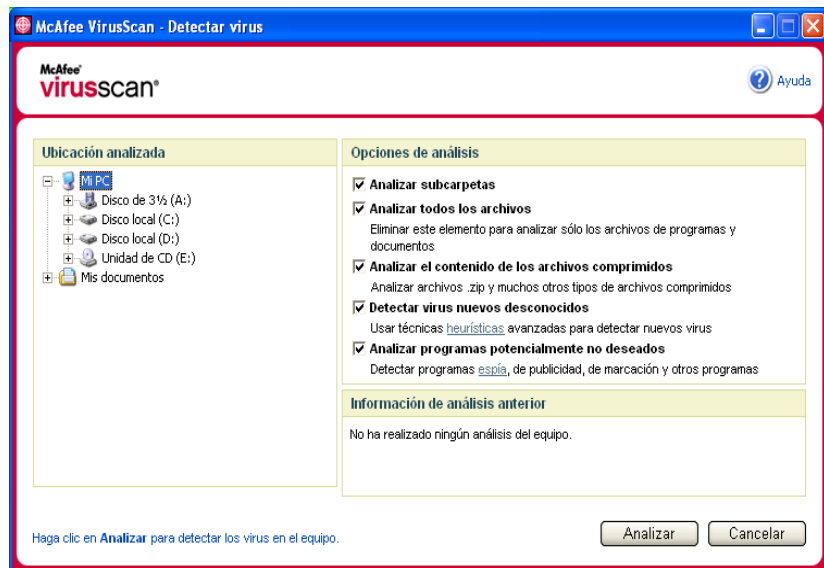 McAfee VirusScan - Detectar virus
McAfee®
virusscan®
Ayuda
Ubicación analizada
Mi PC
Disco de 3½ (A:)
Disco local (C:)
Disco local (D:)
Unidad de CD (E:)
Mis documentos
Opciones de análisis
Analizar subcarpetas
Analizar todos los archivos
Eliminar este elemento para analizar sólo los archivos de programas y
documentos
Analizar el contenido de los archivos comprimidos
Analizar archivos .zip y muchos otros tipos de archivos comprimidos
Detectar virus nuevos desconocidos
Usar técnicas heurísticas avanzadas para detectar nuevos virus
Analizar programas potencialmente no deseados
Detectar programas espía, de publicidad, de marcación y otros programas
Información de análisis anterior
No ha realizado ningún análisis del equipo.
Haga clic en Analizar para detectar los virus en el equipo.
Analizar
Cancelar